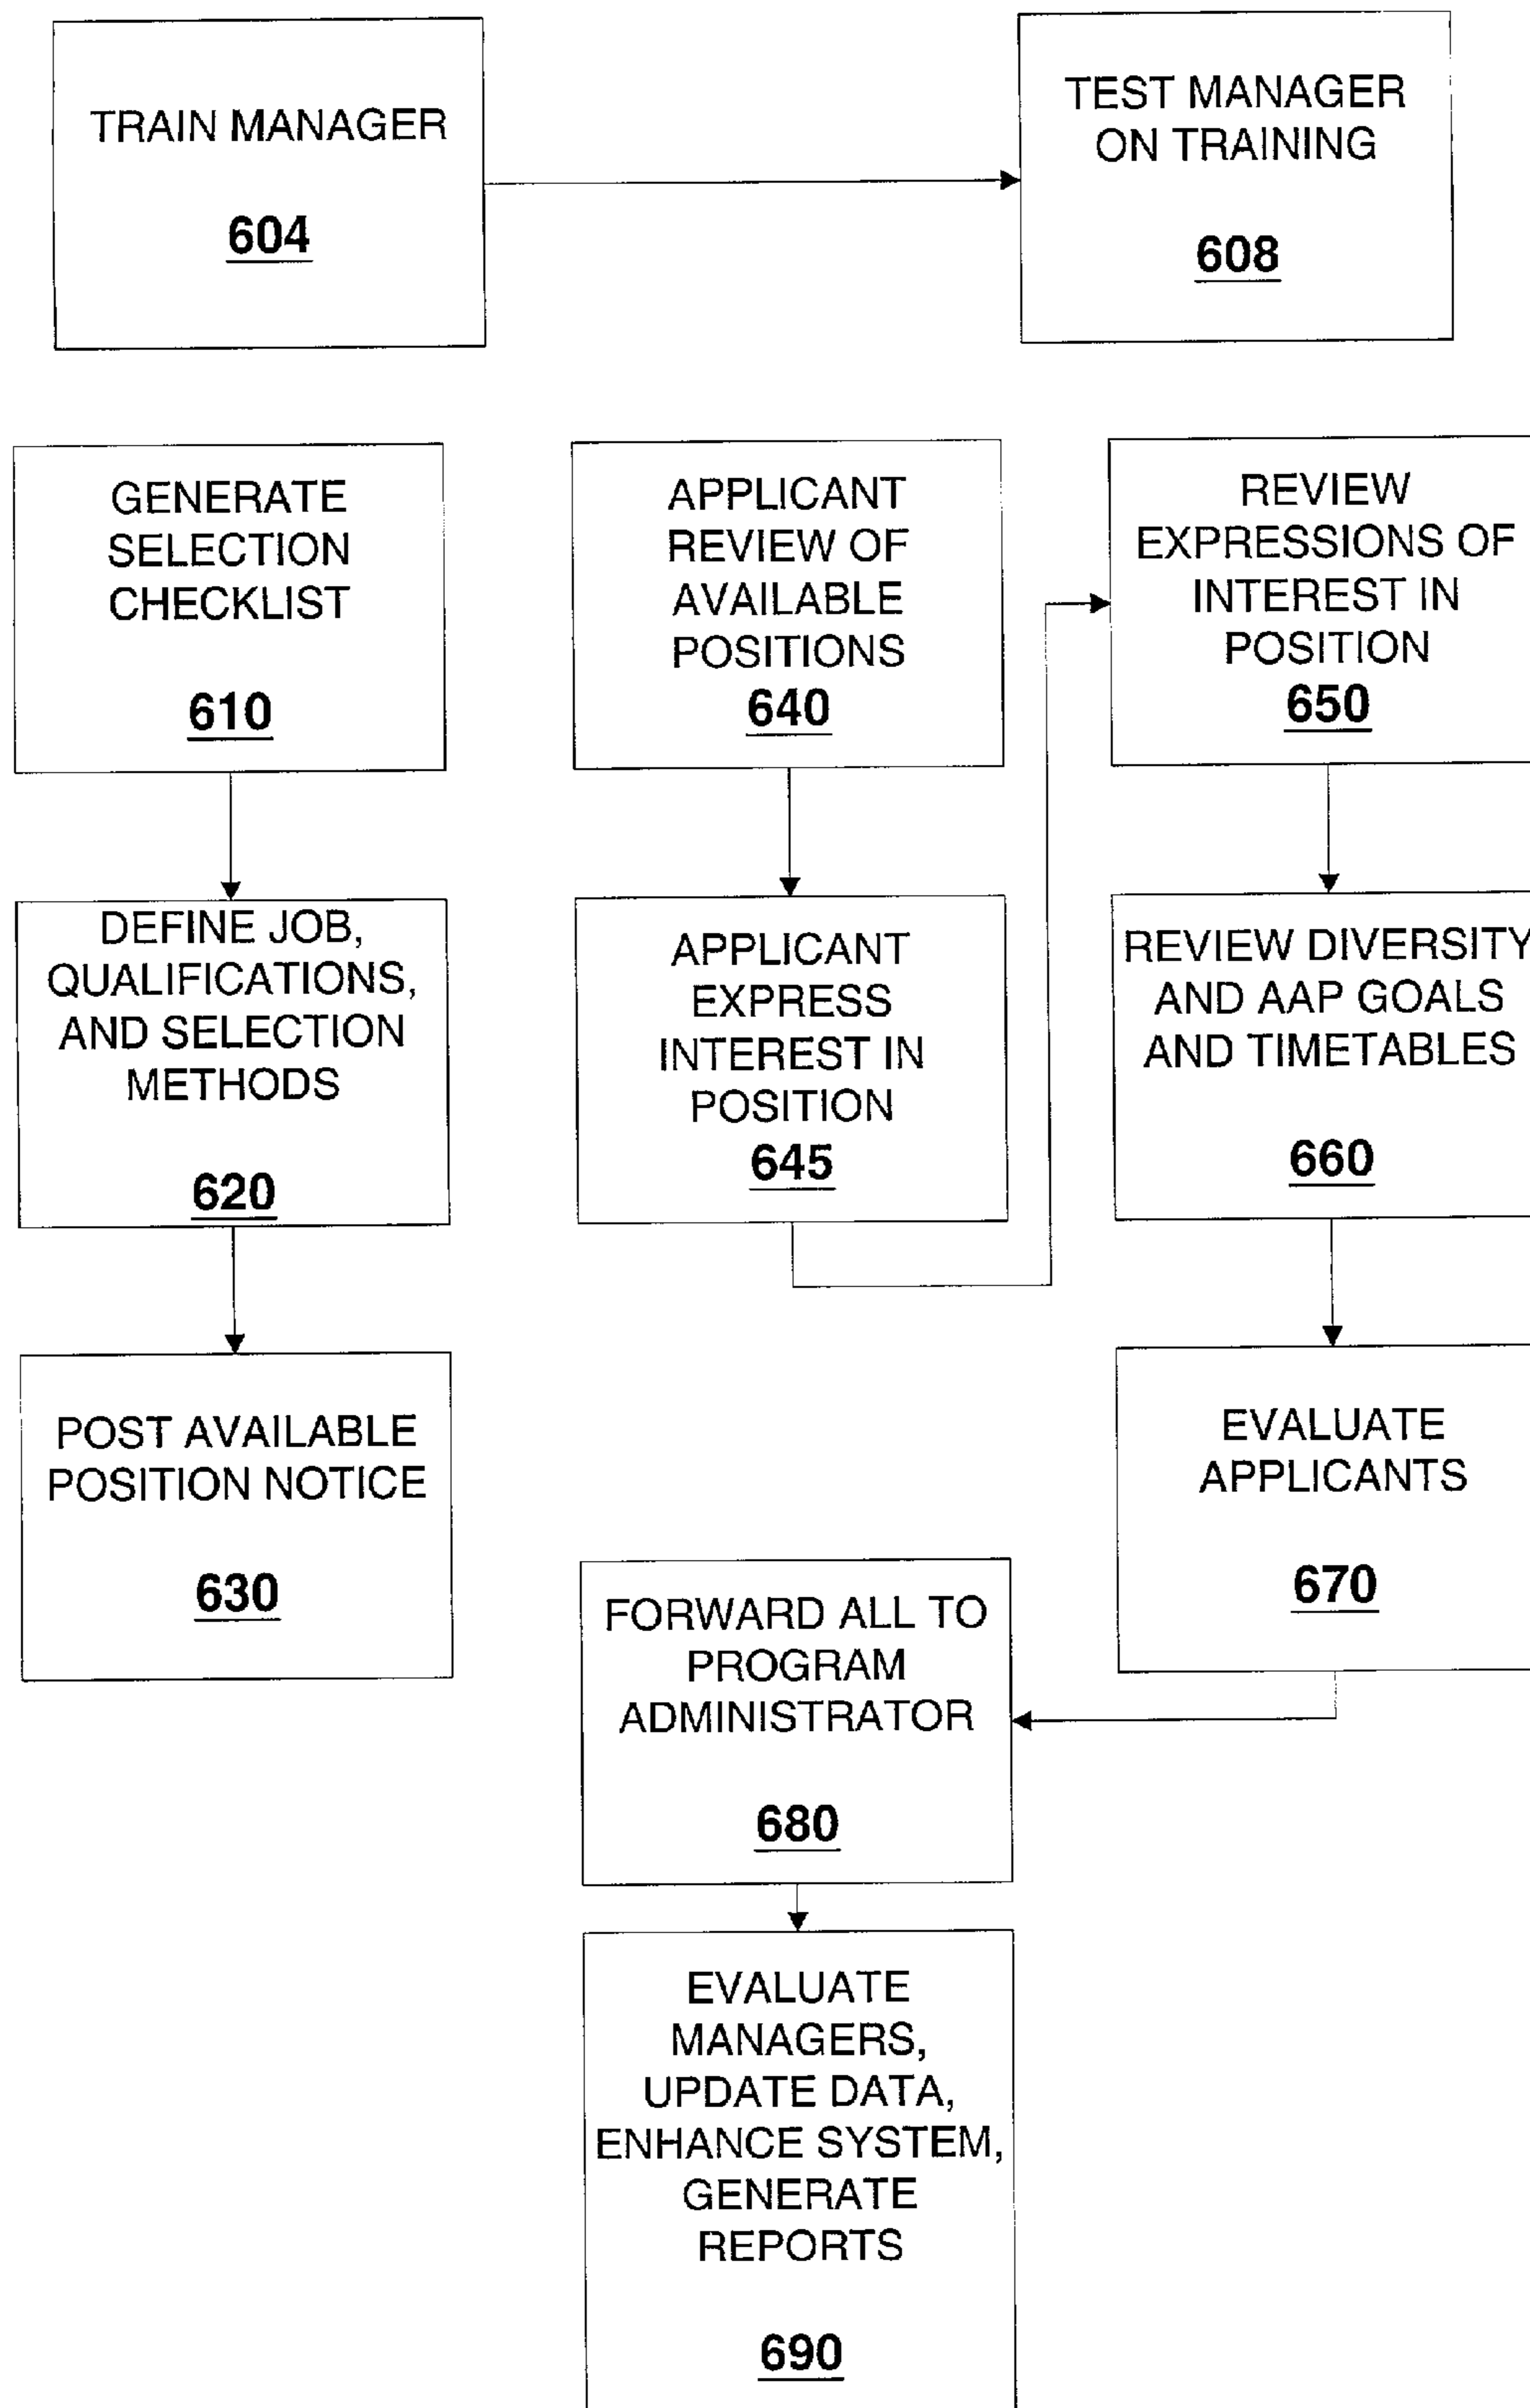 TRAIN MANAGER
604
TEST MANAGER
ON TRAINING
608
GENERATE
SELECTION
CHECKLIST
610
DEFINE JOB,
QUALIFICATIONS,
AND SELECTION
METHODS
620
POST AVAILABLE
POSITION NOTICE
630
APPLICANT
REVIEW OF
AVAILABLE
POSITIONS
640
APPLICANT
EXPRESS
INTEREST IN
POSITION
645
REVIEW
EXPRESSIONS OF
INTEREST IN
POSITION
650
REVIEW DIVERSITY
AND AAP GOALS
AND TIMETABLES
660
EVALUATE
APPLICANTS
670
FORWARD ALL TO
PROGRAM
ADMINISTRATOR
680
EVALUATE
MANAGERS,
UPDATE DATA,
ENHANCE SYSTEM,
GENERATE
REPORTS
690